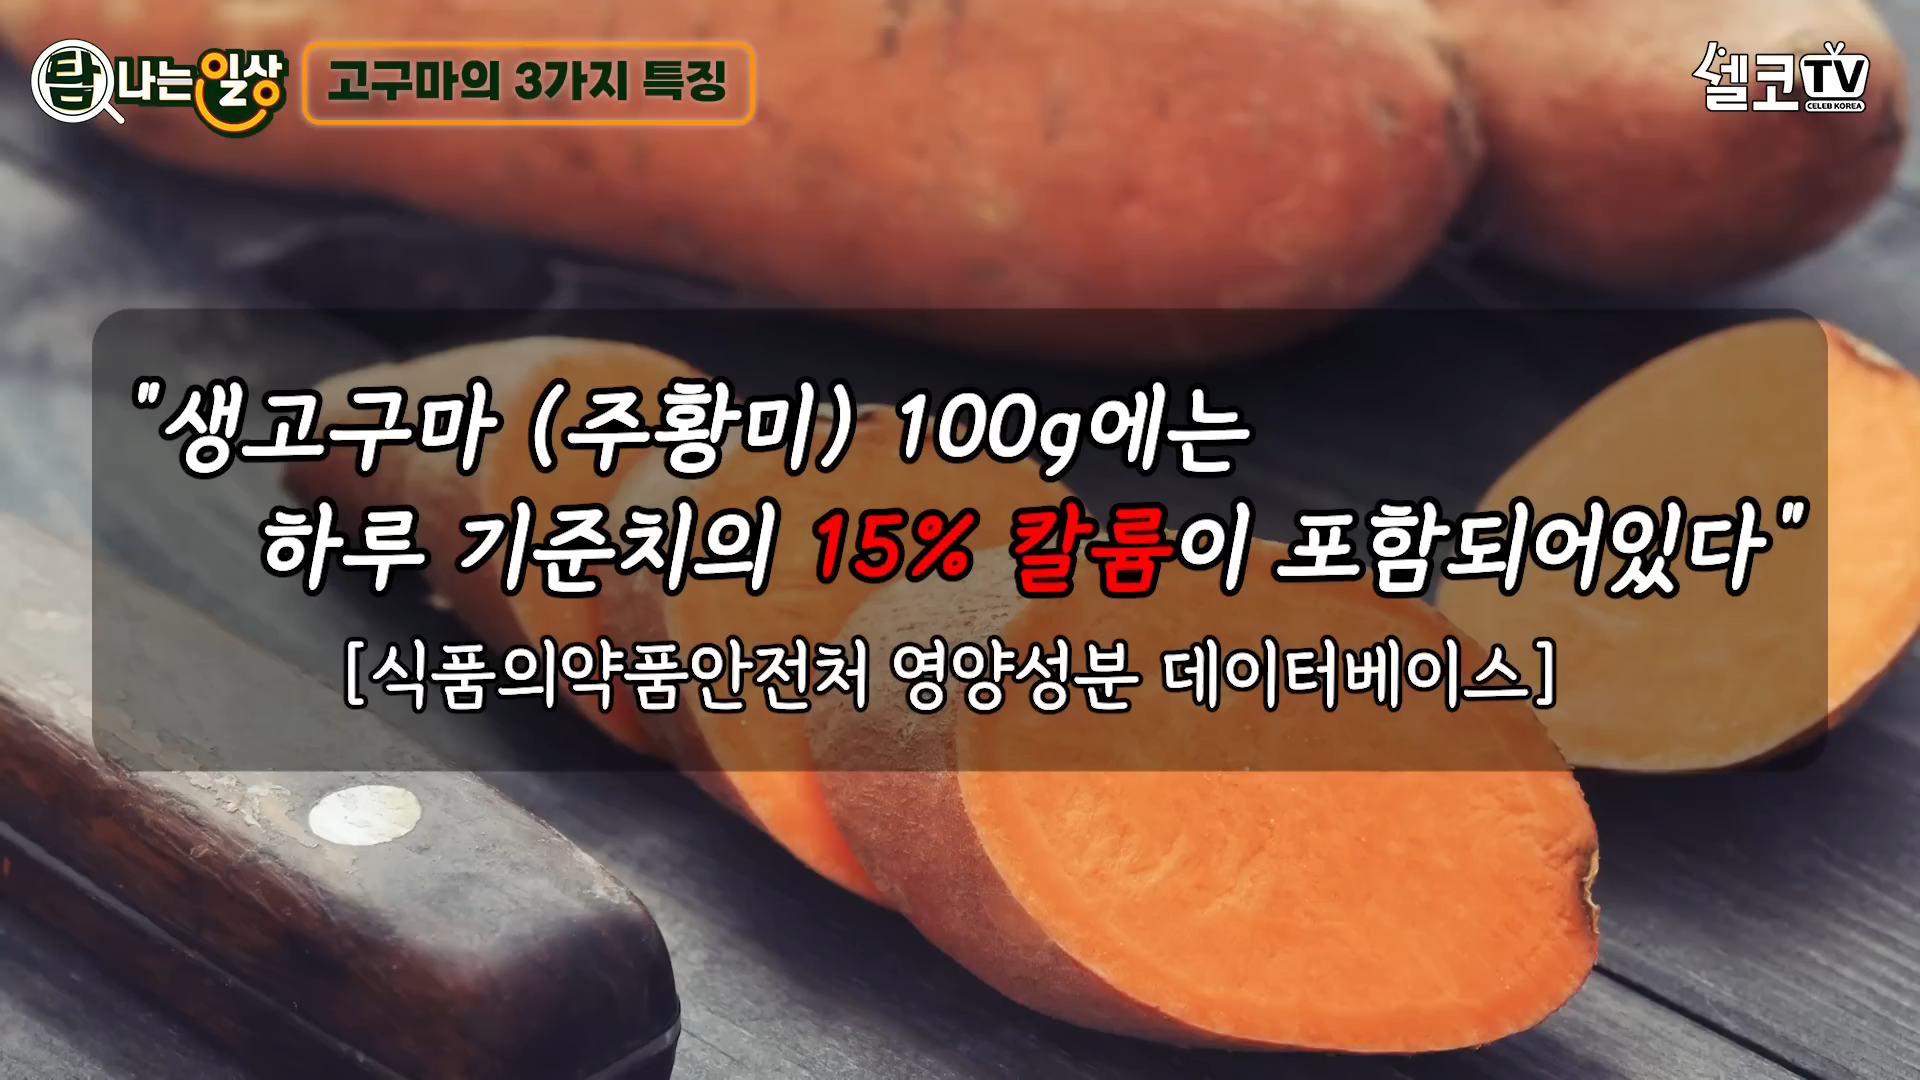 탐나는일상
고구마의 3가지 특징
셀코TV
CELEB KOREA
"생고구마 (주황미) 100g에는
하루 기준치의 15% 칼륨이 포함되어있다"
[식품의약품안전처 영양성분 데이터베이스]